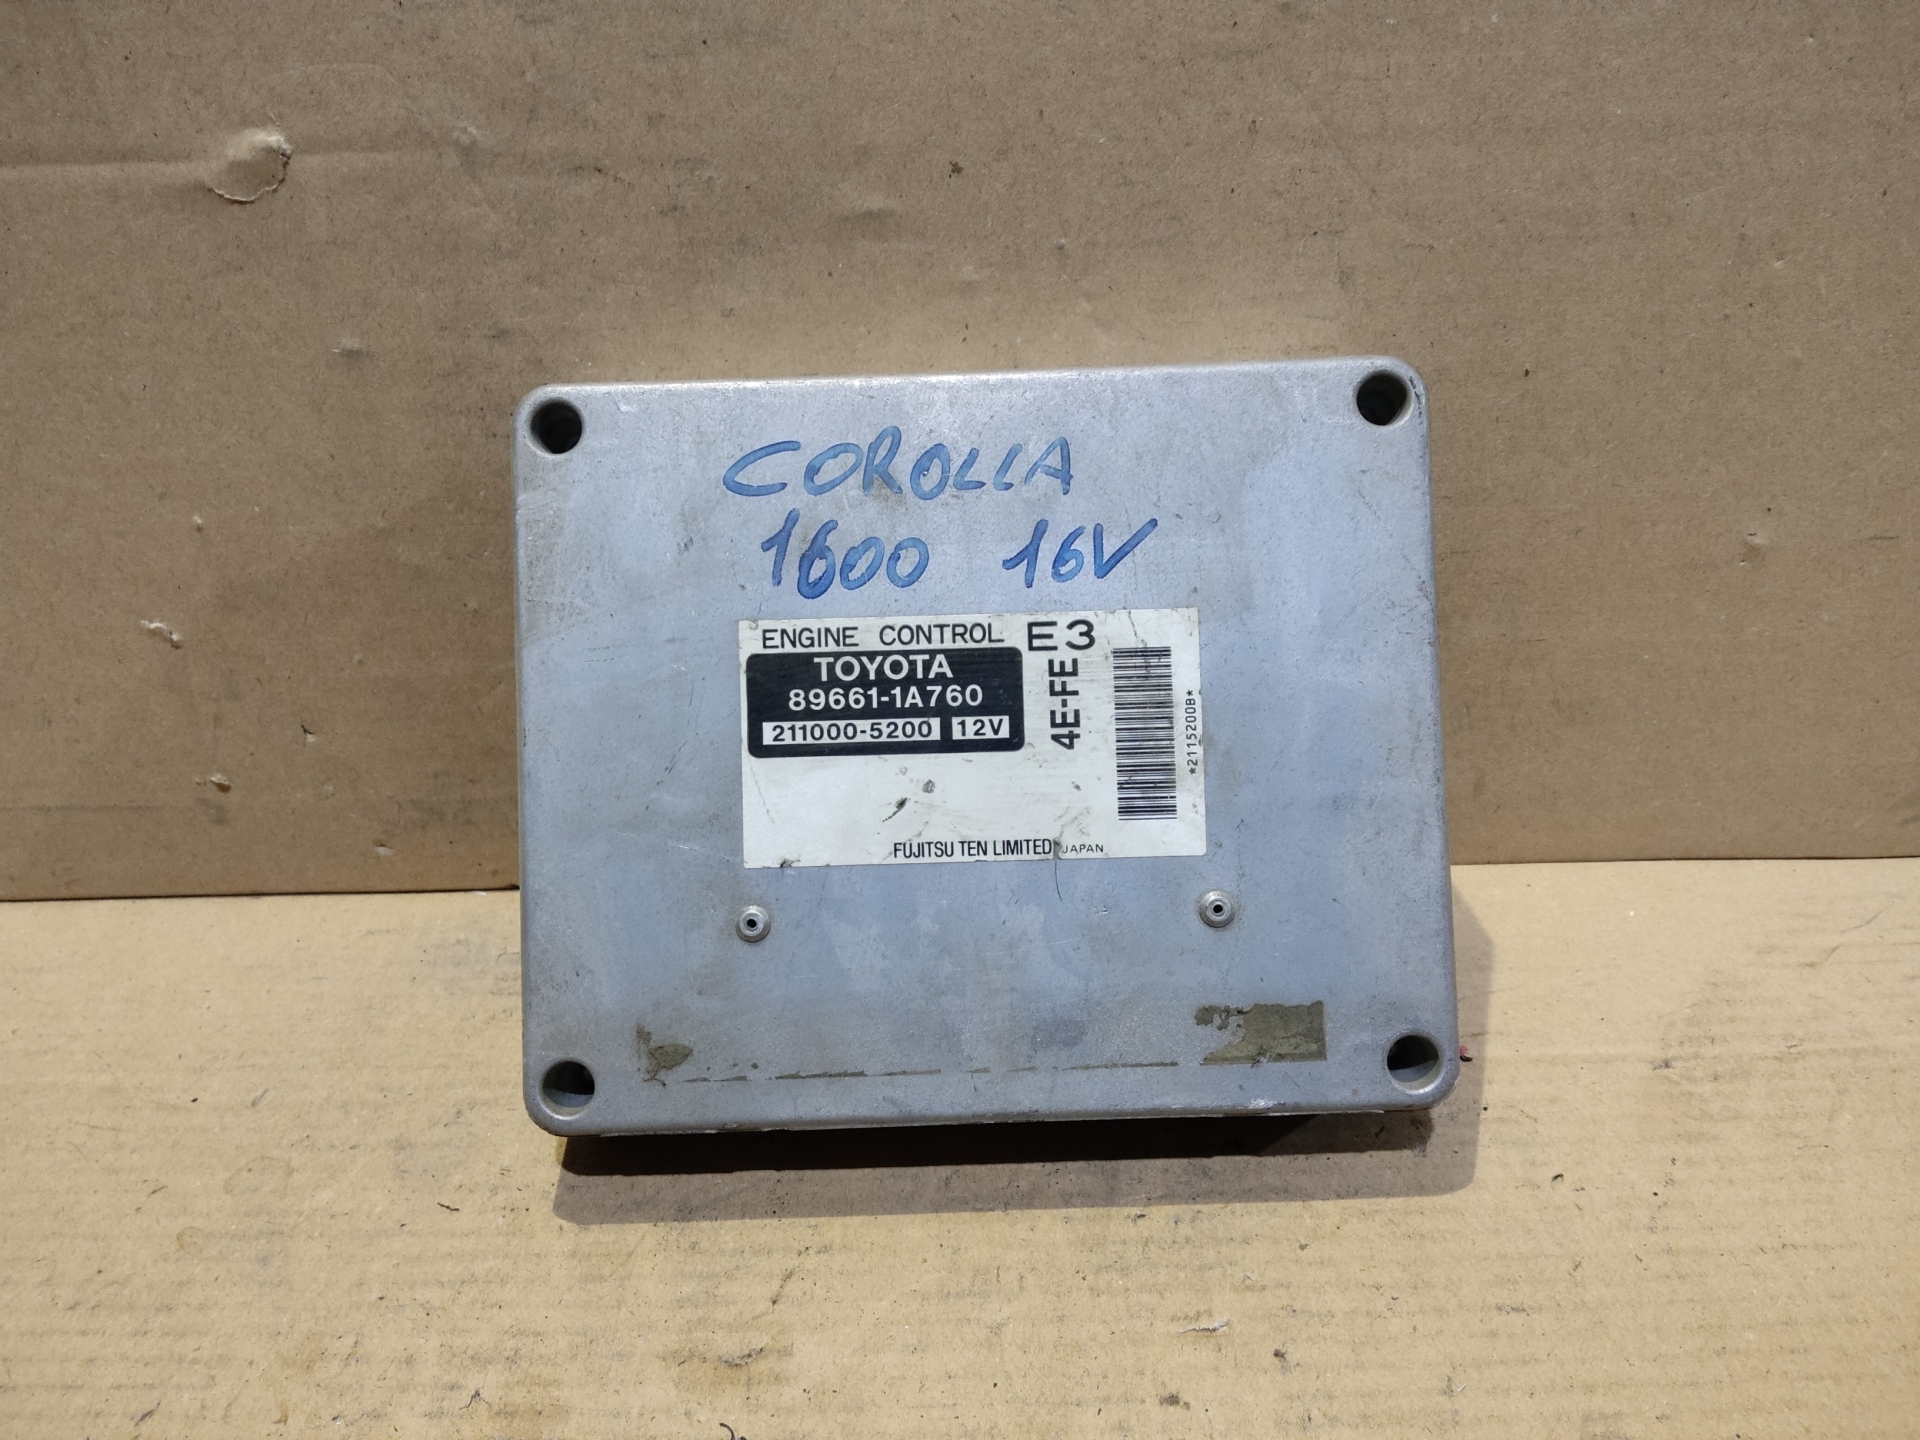 COROLLA
1600 16V
ENGINE CONTROL E3
TOYOTA
89661-1A760
211000-5200 12V
4E-FE
*2115200B*
FUJITSU TEN LIMITED JAPAN